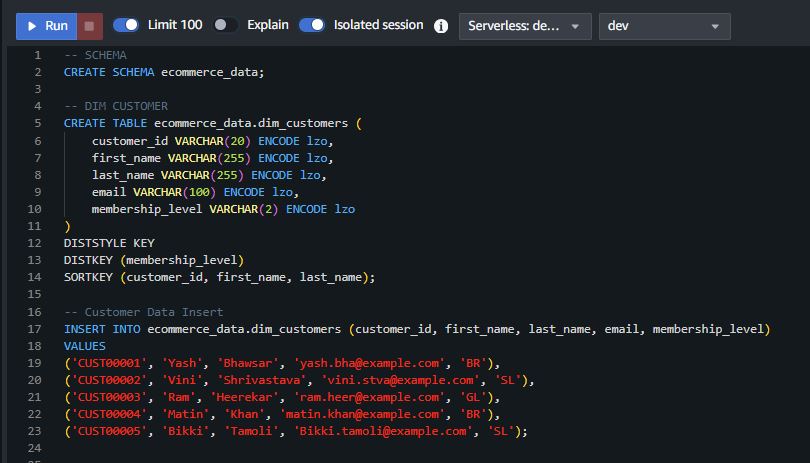 Run Limit 100 Explain Isolated session Serverless: de... dev
1 -- SCHEMA
2 CREATE SCHEMA ecommerce_data;
3
4 -- DIM CUSTOMER
5 CREATE TABLE ecommerce_data.dim_customers (
6 customer_id VARCHAR(20) ENCODE lzo,
7 first_name VARCHAR(255) ENCODE lzo,
8 last_name VARCHAR(255) ENCODE lzo,
9 email VARCHAR(100) ENCODE lzo,
10 membership_level VARCHAR(2) ENCODE lzo
11 )
12 DISTSTYLE KEY
13 DISTKEY (membership_level)
14 SORTKEY (customer_id, first_name, last_name);
15
16 -- Customer Data Insert
17 INSERT INTO ecommerce_data.dim_customers (customer_id, first_name, last_name, email, membership_level)
18 VALUES
19 ('CUST00001', 'Yash', 'Bhawsar', 'yash.bha@example.com', 'BR'),
20 ('CUST00002', 'Vini', 'Shrivastava', 'vini.stva@example.com', 'SL'),
21 ('CUST00003', 'Ram', 'Heerekar', 'ram.heer@example.com', 'GL'),
22 ('CUST00004', 'Matin', 'Khan', 'matin.khan@example.com', 'BR'),
23 ('CUST00005', 'Bikki', 'Tamoli', 'Bikki.tamoli@example.com', 'SL');
24